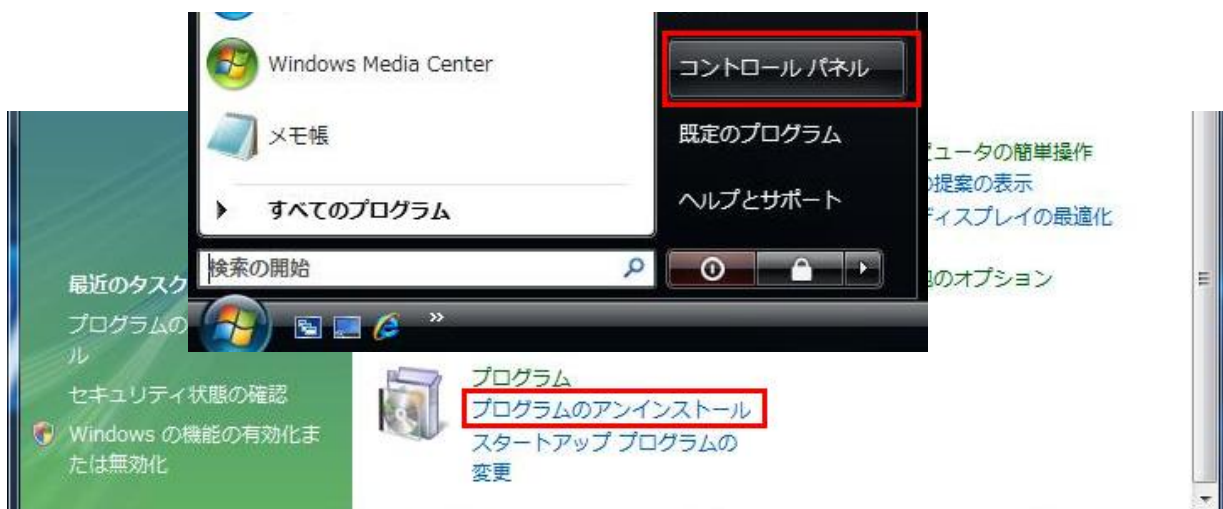 Windows Media Center
メモ帳
すべてのプログラム
検索の開始
コントロール パネル
既定のプログラム
ヘルプとサポート
ュータの簡単操作
の提案の表示
ディスプレイの最適化
のオプション
最近のタスク
プログラムの
ル
セキュリティ状態の確認
Windows の機能の有効化ま
たは無効化
プログラム
プログラムのアンインストール
スタートアップ プログラムの
変更